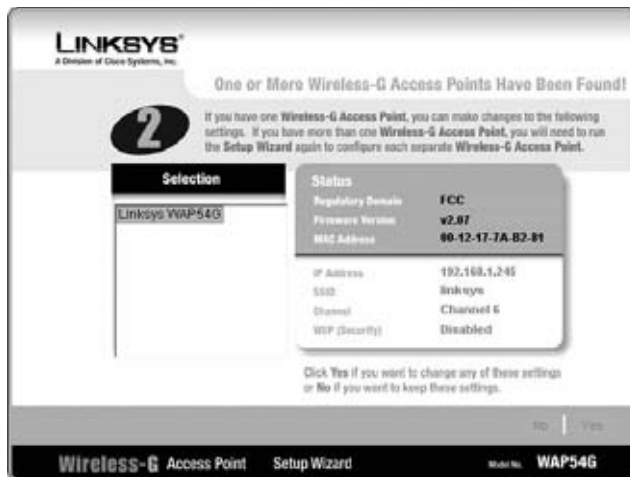 LINKSYS®
A Division of Cisco Systems, Inc.
One or More Wireless-G Access Points Have Been Found!
2
If you have one Wireless-G Access Point, you can make changes to the following
settings. If you have more than one Wireless-G Access Point, you will need to run
the Setup Wizard again to configure each separate Wireless-G Access Point.
Selection
Linksys WAP54G
Status
Regulatory Domain FCC
Firmware Version v2.07
MAC Address 00-12-17-7A-B2-81
IP Address 192.168.1.245
SSID linksys
Channel Channel 6
WEP (Security) Disabled
Click Yes if you want to change any of these settings
or No if you want to keep these settings.
No Yes
Wireless-G Access Point Setup Wizard Model No. WAP54G